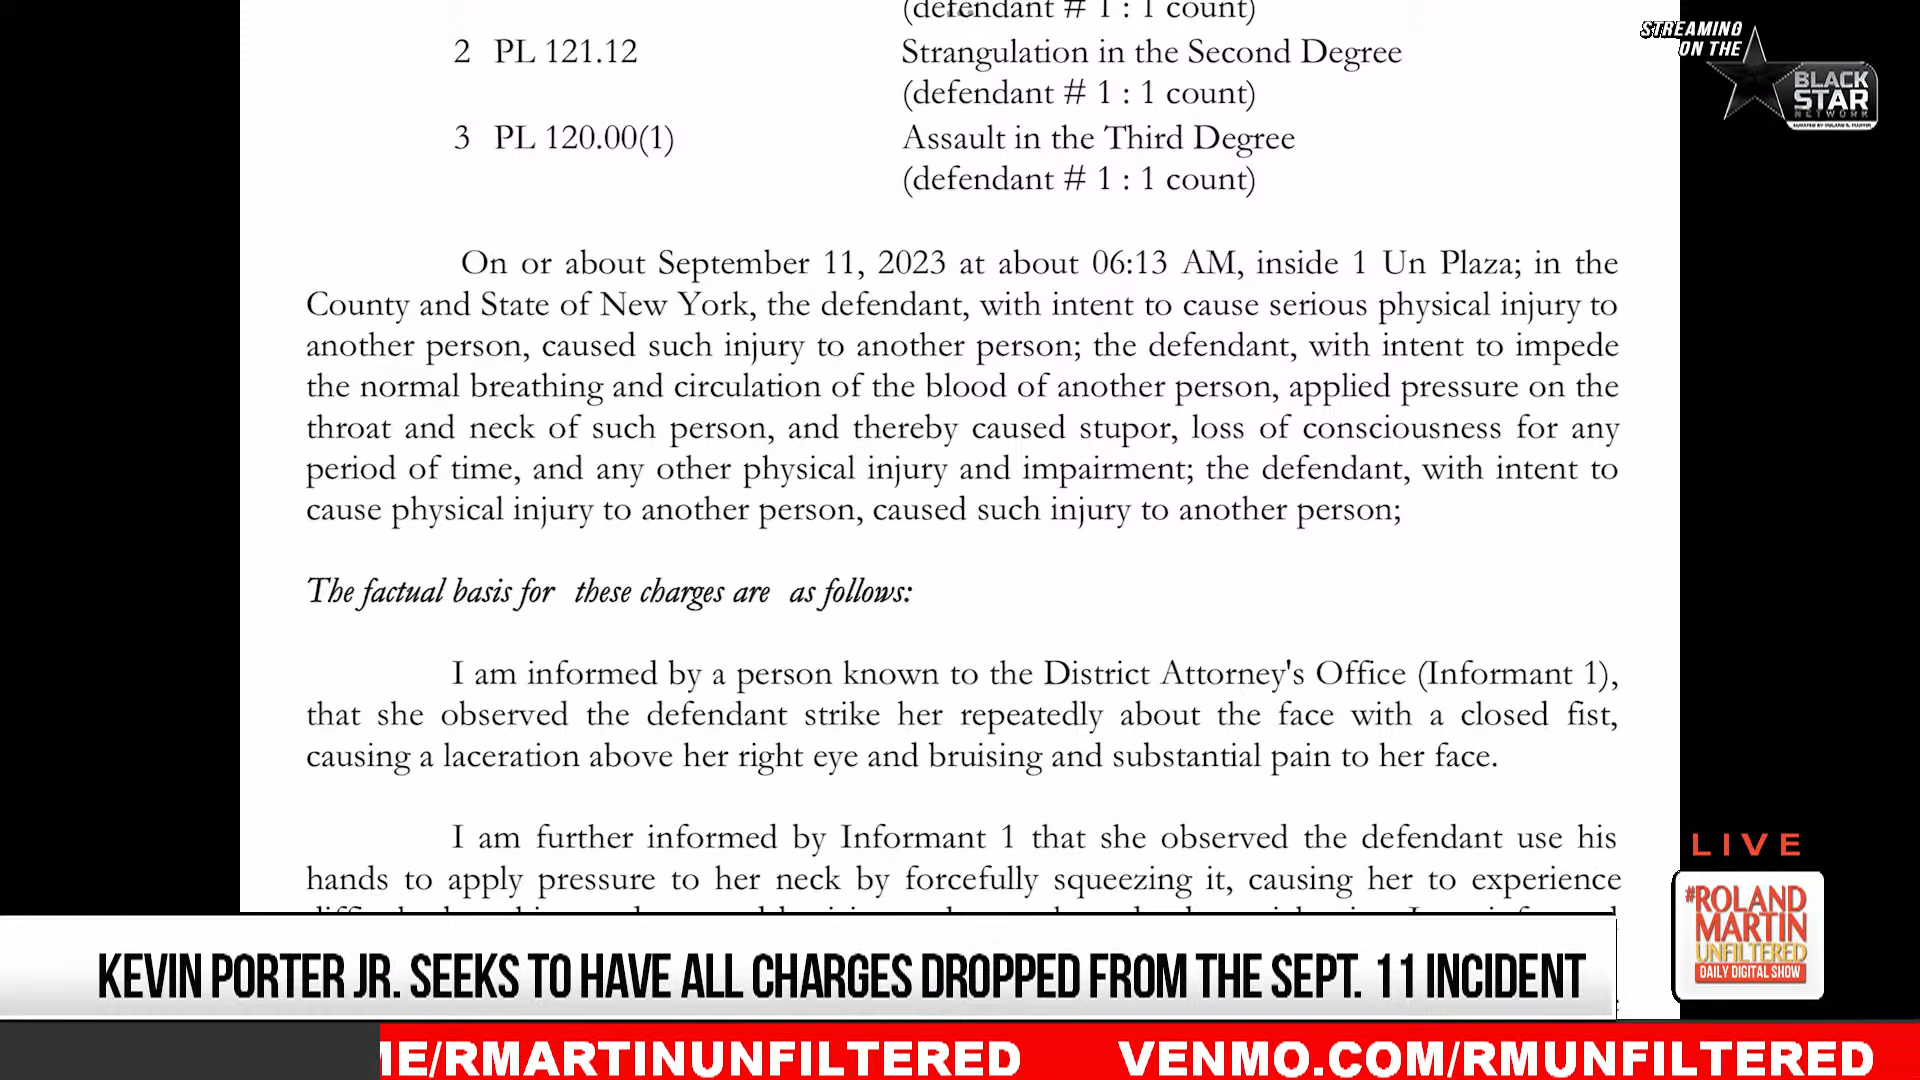 (defendant # 1 : 1 count)
2 PL 121.12 Strangulation in the Second Degree
(defendant # 1 : 1 count)
3 PL 120.00(1) Assault in the Third Degree
(defendant # 1 : 1 count)
On or about September 11, 2023 at about 06:13 AM, inside 1 Un Plaza; in the
County and State of New York, the defendant, with intent to cause serious physical injury to
another person, caused such injury to another person; the defendant, with intent to impede
the normal breathing and circulation of the blood of another person, applied pressure on the
throat and neck of such person, and thereby caused stupor, loss of consciousness for any
period of time, and any other physical injury and impairment; the defendant, with intent to
cause physical injury to another person, caused such injury to another person;
The factual basis for these charges are as follows:
I am informed by a person known to the District Attorney's Office (Informant 1),
that she observed the defendant strike her repeatedly about the face with a closed fist,
causing a laceration above her right eye and bruising and substantial pain to her face.
I am further informed by Informant 1 that she observed the defendant use his
hands to apply pressure to her neck by forcefully squeezing it, causing her to experience
STREAMING
ON THE
BLACK
STAR
NETWORK
LIVE
#ROLAND
MARTIN
UNFILTERED
DAILY DIGITAL SHOW
KEVIN PORTER JR. SEEKS TO HAVE ALL CHARGES DROPPED FROM THE SEPT. 11 INCIDENT
ME/RMARTINUNFILTERED VENMO.COM/RMUNFILTERED